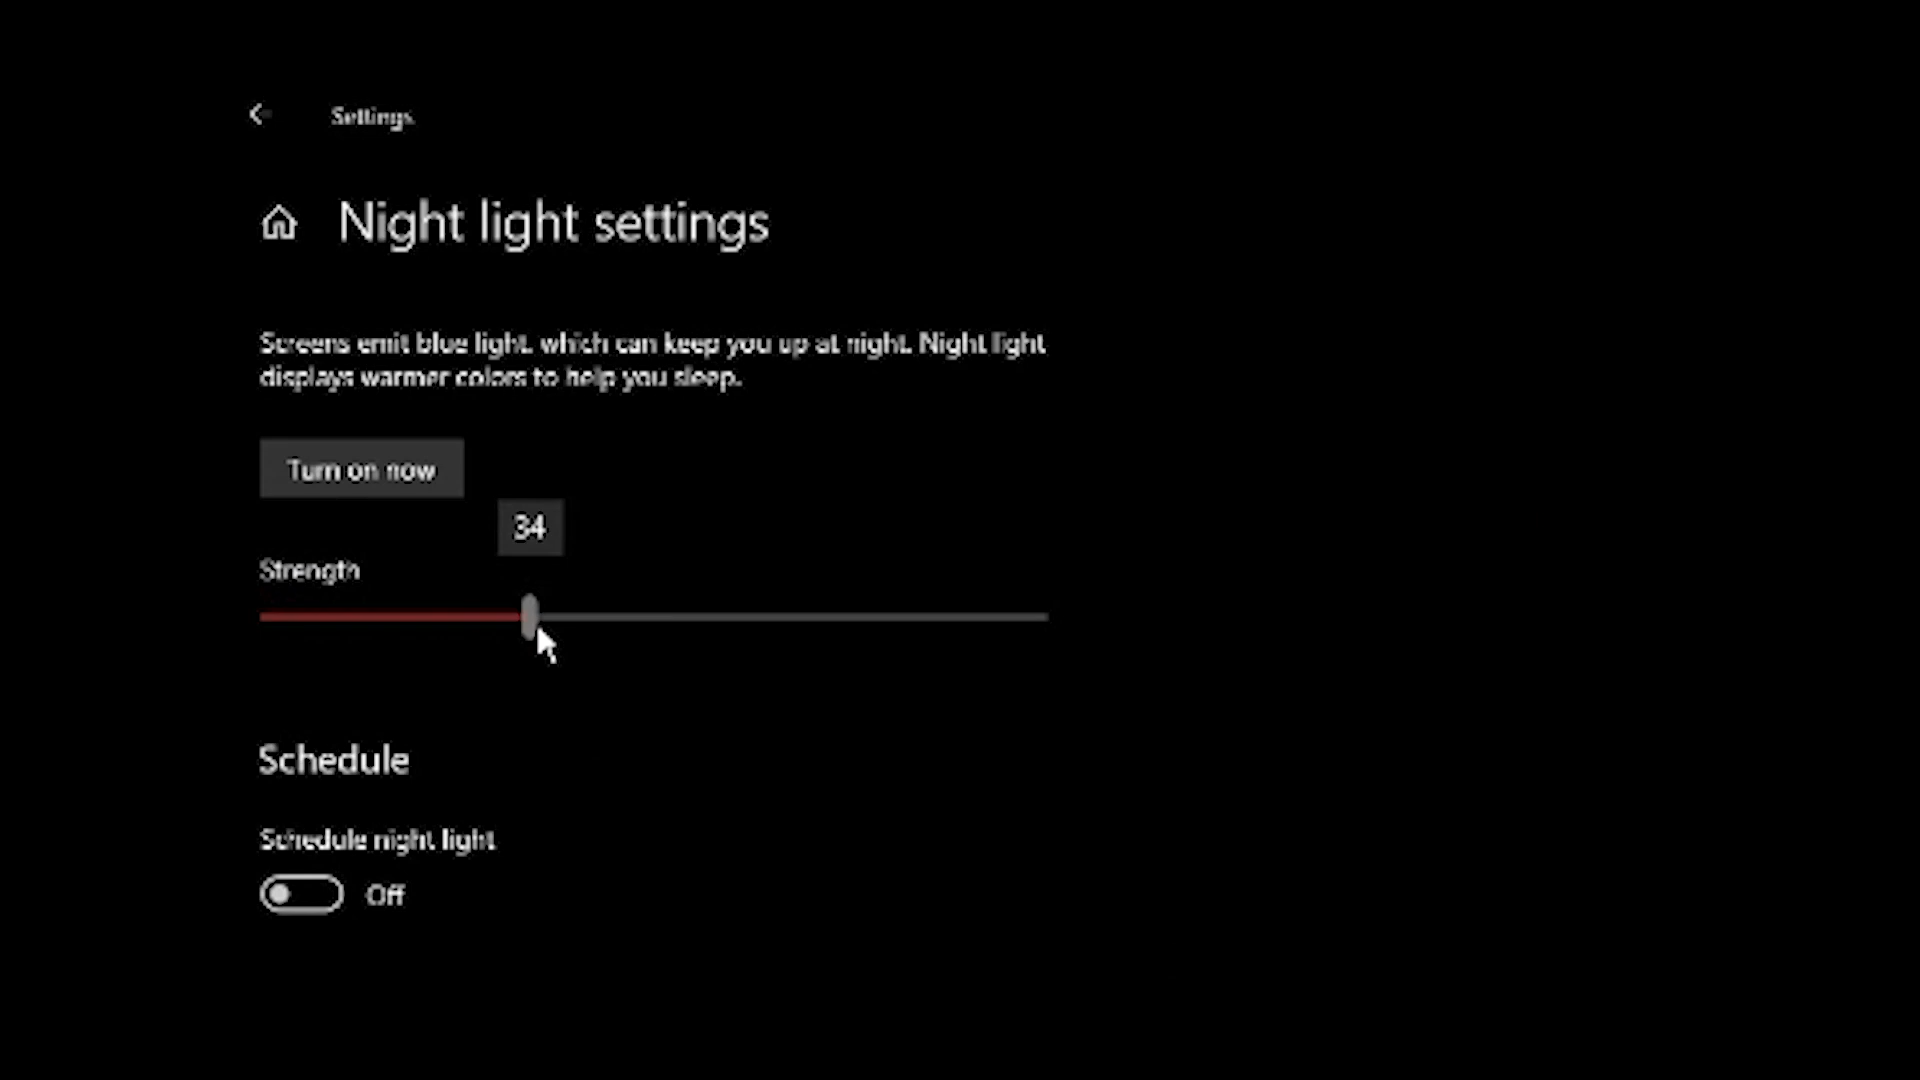 Settings
Night light settings
Screens emit blue light, which can keep you up at night. Night light
displays warmer colors to help you sleep.
Turn on now
34
Strength
Schedule
Schedule night light
Off